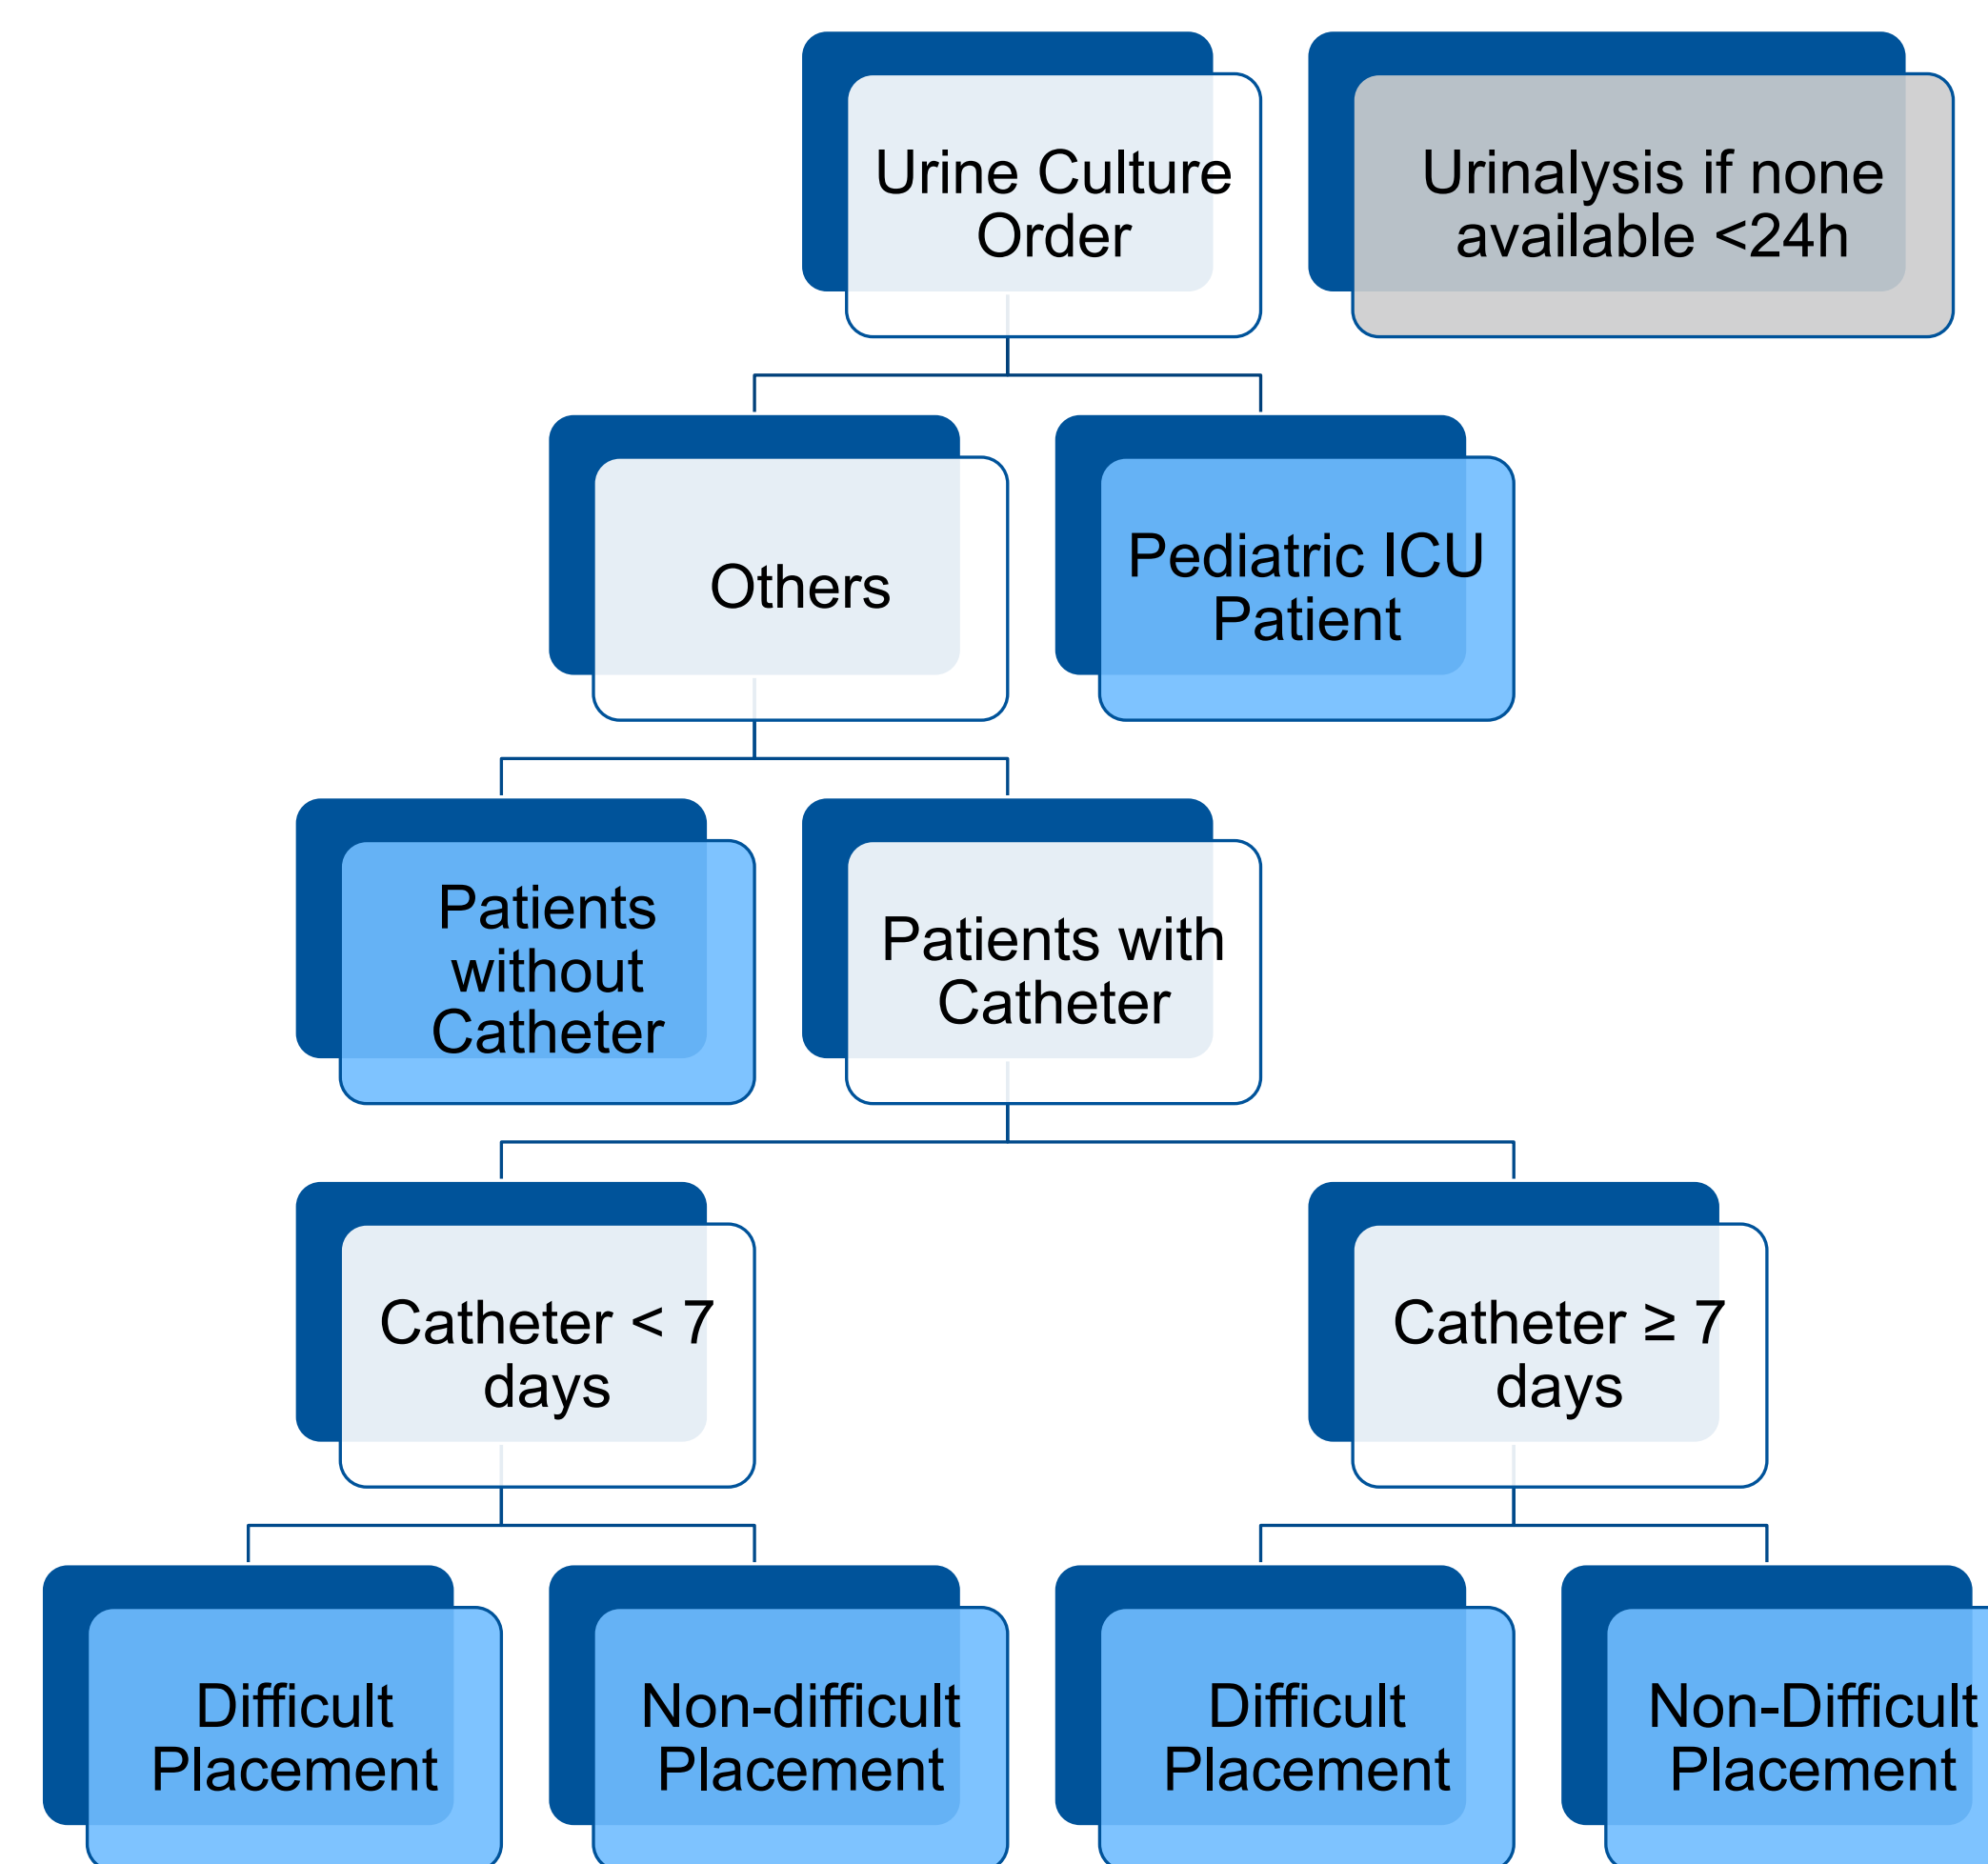 Urine Culture
Order
Urinalysis if none
available <24h
Others
Pediatric ICU
Patient
Patients
without
Catheter
Patients with
Catheter
Catheter < 7
days
Catheter ≥ 7
days
Difficult
Placement
Non-difficult
Placement
Difficult
Placement
Non-Difficult
Placement